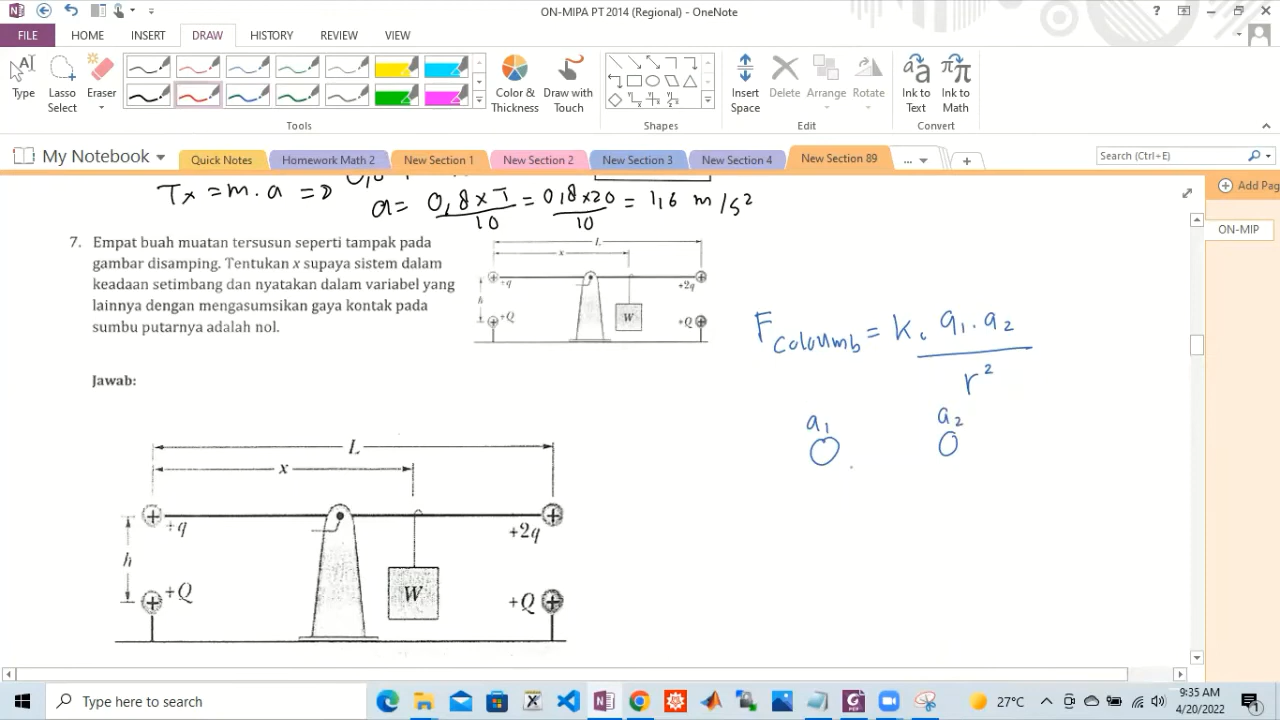 ON-MIPA PT 2014 (Regional) - OneNote
FILE HOME INSERT DRAW HISTORY REVIEW VIEW
Type
Lasso Select
Eraser
Color & Thickness
Draw with Touch
Insert Space
Delete
Arrange
Rotate
Ink to Text
Ink to Math
Tools Shapes Edit Convert
My Notebook Quick Notes Homework Math 2 New Section 1 New Section 2 New Section 3 New Section 4 New Section 89 ... + Search (Ctrl+E)
Add Pag
ON-MIP
Tx = m . a =>
a = 0,8 x T / 10 = 0,8 x 20 / 10 = 1,6 m/s²
7. Empat buah muatan tersusun seperti tampak pada
gambar disamping. Tentukan x supaya sistem dalam
keadaan setimbang dan nyatakan dalam variabel yang
lainnya dengan mengasumsikan gaya kontak pada
sumbu putarnya adalah nol.
L
x
+q +2q
h
+Q W +Q
F Coloumb = k . q1 . q2 / r²
q1 q2
Jawab:
L
x
+q +2q
h
+Q W +Q
Type here to search
27°C
9:35 AM
4/20/2022